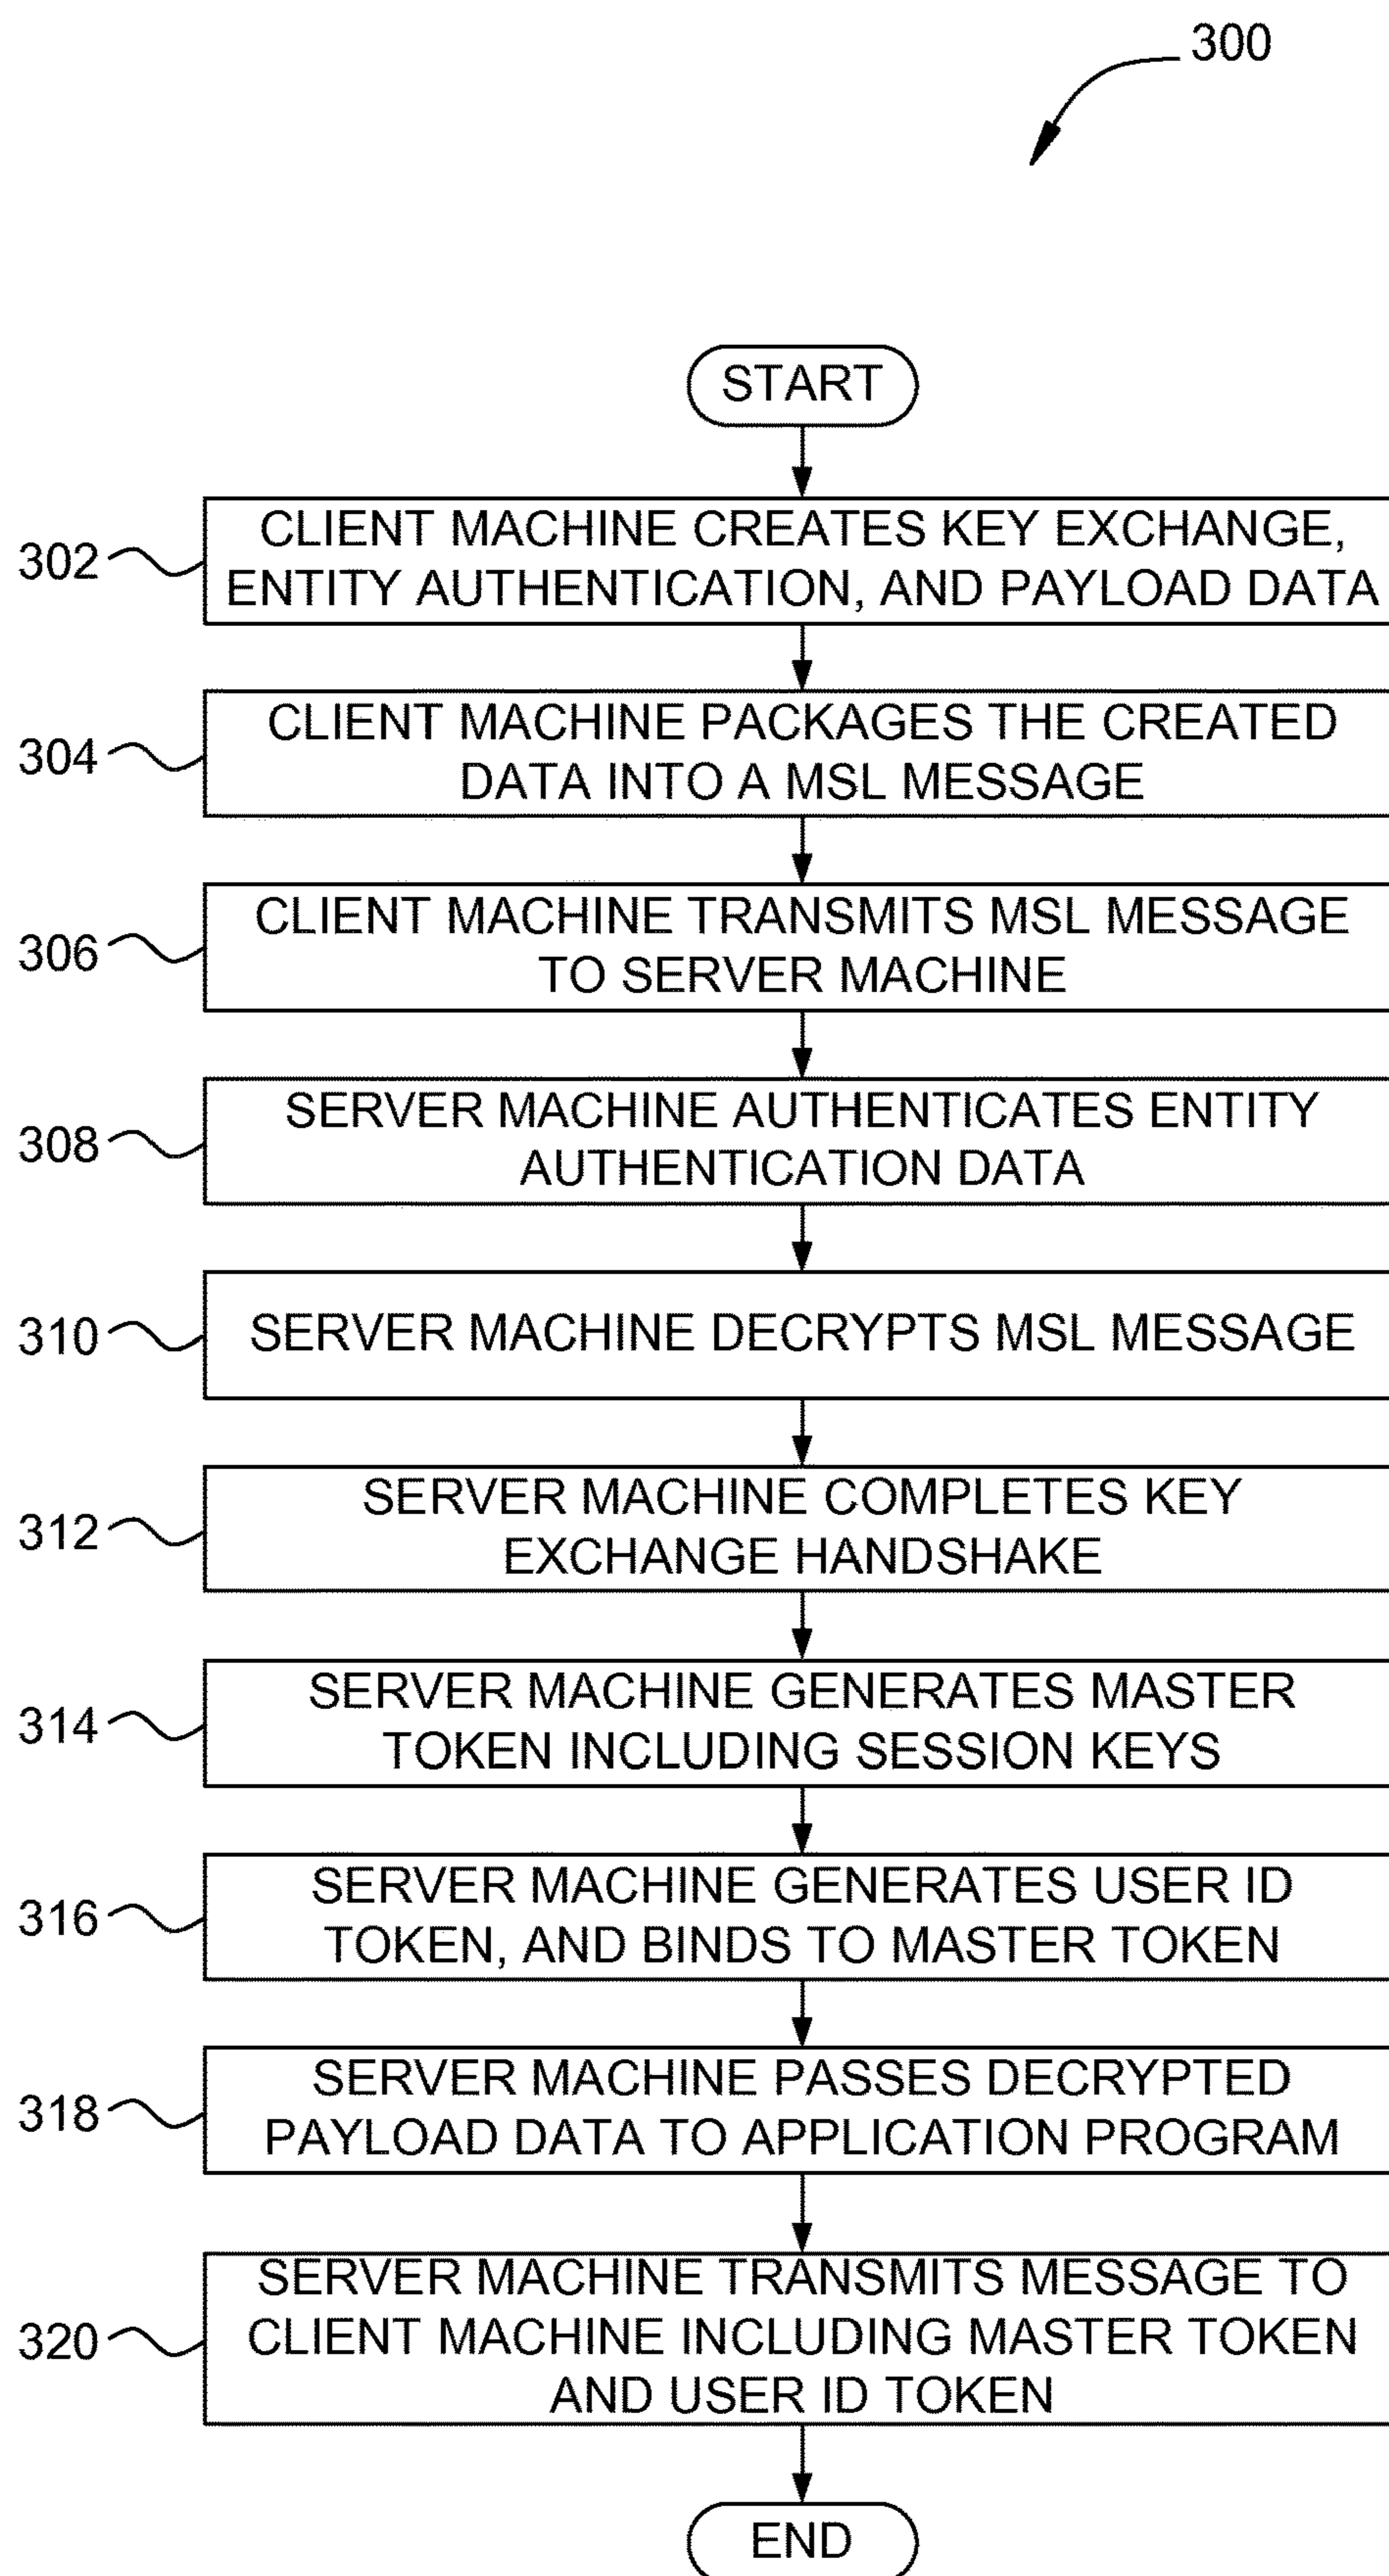 300
START
302
CLIENT MACHINE CREATES KEY EXCHANGE,
ENTITY AUTHENTICATION, AND PAYLOAD DATA
304
CLIENT MACHINE PACKAGES THE CREATED
DATA INTO A MSL MESSAGE
306
CLIENT MACHINE TRANSMITS MSL MESSAGE
TO SERVER MACHINE
308
SERVER MACHINE AUTHENTICATES ENTITY
AUTHENTICATION DATA
310
SERVER MACHINE DECRYPTS MSL MESSAGE
312
SERVER MACHINE COMPLETES KEY
EXCHANGE HANDSHAKE
314
SERVER MACHINE GENERATES MASTER
TOKEN INCLUDING SESSION KEYS
316
SERVER MACHINE GENERATES USER ID
TOKEN, AND BINDS TO MASTER TOKEN
318
SERVER MACHINE PASSES DECRYPTED
PAYLOAD DATA TO APPLICATION PROGRAM
320
SERVER MACHINE TRANSMITS MESSAGE TO
CLIENT MACHINE INCLUDING MASTER TOKEN
AND USER ID TOKEN
END